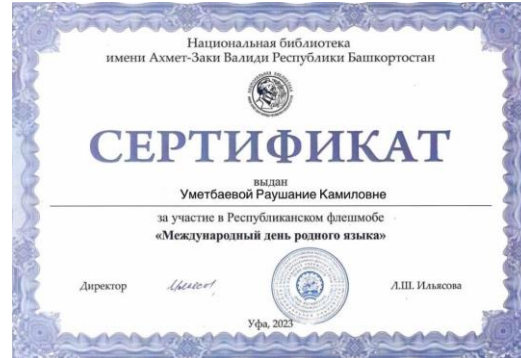 Национальная библиотека
имени Ахмет-Заки Валиди Республики Башкортостан
СЕРТИФИКАТ
выдан
Уметбаевой Раушание Камиловне
за участие в Республиканском флешмобе
«Международный день родного языка»
Директор
Л.Ш. Ильясова
Уфа, 2023